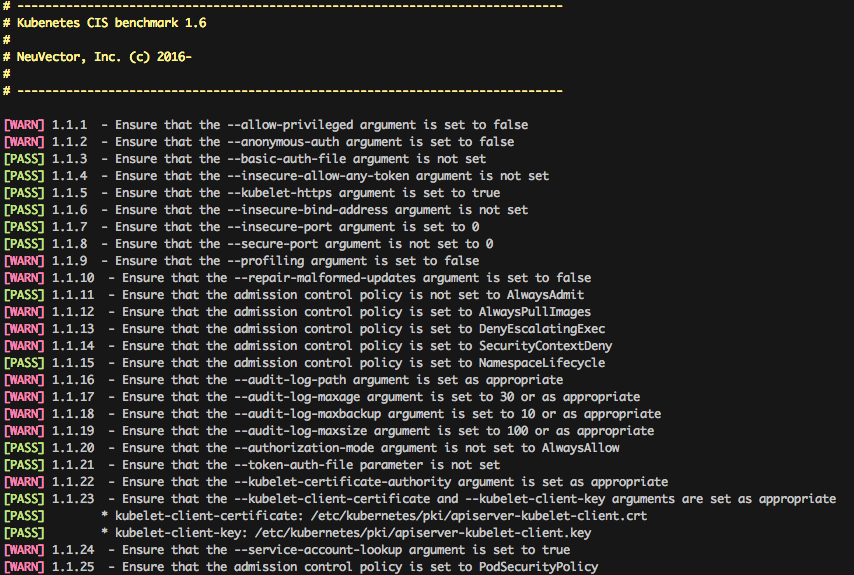 # ------------------------------------------------------------------------------
# Kubenetes CIS benchmark 1.6
#
# NeuVector, Inc. (c) 2016-
#
# ------------------------------------------------------------------------------
[WARN] 1.1.1  - Ensure that the --allow-privileged argument is set to false
[WARN] 1.1.2  - Ensure that the --anonymous-auth argument is set to false
[PASS] 1.1.3  - Ensure that the --basic-auth-file argument is not set
[PASS] 1.1.4  - Ensure that the --insecure-allow-any-token argument is not set
[PASS] 1.1.5  - Ensure that the --kubelet-https argument is set to true
[PASS] 1.1.6  - Ensure that the --insecure-bind-address argument is not set
[PASS] 1.1.7  - Ensure that the --insecure-port argument is set to 0
[PASS] 1.1.8  - Ensure that the --secure-port argument is not set to 0
[WARN] 1.1.9  - Ensure that the --profiling argument is set to false
[WARN] 1.1.10  - Ensure that the --repair-malformed-updates argument is set to false
[PASS] 1.1.11  - Ensure that the admission control policy is not set to AlwaysAdmit
[WARN] 1.1.12  - Ensure that the admission control policy is set to AlwaysPullImages
[WARN] 1.1.13  - Ensure that the admission control policy is set to DenyEscalatingExec
[WARN] 1.1.14  - Ensure that the admission control policy is set to SecurityContextDeny
[PASS] 1.1.15  - Ensure that the admission control policy is set to NamespaceLifecycle
[WARN] 1.1.16  - Ensure that the --audit-log-path argument is set as appropriate
[WARN] 1.1.17  - Ensure that the --audit-log-maxage argument is set to 30 or as appropriate
[WARN] 1.1.18  - Ensure that the --audit-log-maxbackup argument is set to 10 or as appropriate
[WARN] 1.1.19  - Ensure that the --audit-log-maxsize argument is set to 100 or as appropriate
[PASS] 1.1.20  - Ensure that the --authorization-mode argument is not set to AlwaysAllow
[PASS] 1.1.21  - Ensure that the --token-auth-file parameter is not set
[WARN] 1.1.22  - Ensure that the --kubelet-certificate-authority argument is set as appropriate
[PASS] 1.1.23  - Ensure that the --kubelet-client-certificate and --kubelet-client-key arguments are set as appropriate
[PASS]        * kubelet-client-certificate: /etc/kubernetes/pki/apiserver-kubelet-client.crt
[PASS]        * kubelet-client-key: /etc/kubernetes/pki/apiserver-kubelet-client.key
[WARN] 1.1.24  - Ensure that the --service-account-lookup argument is set to true
[WARN] 1.1.25  - Ensure that the admission control policy is set to PodSecurityPolicy